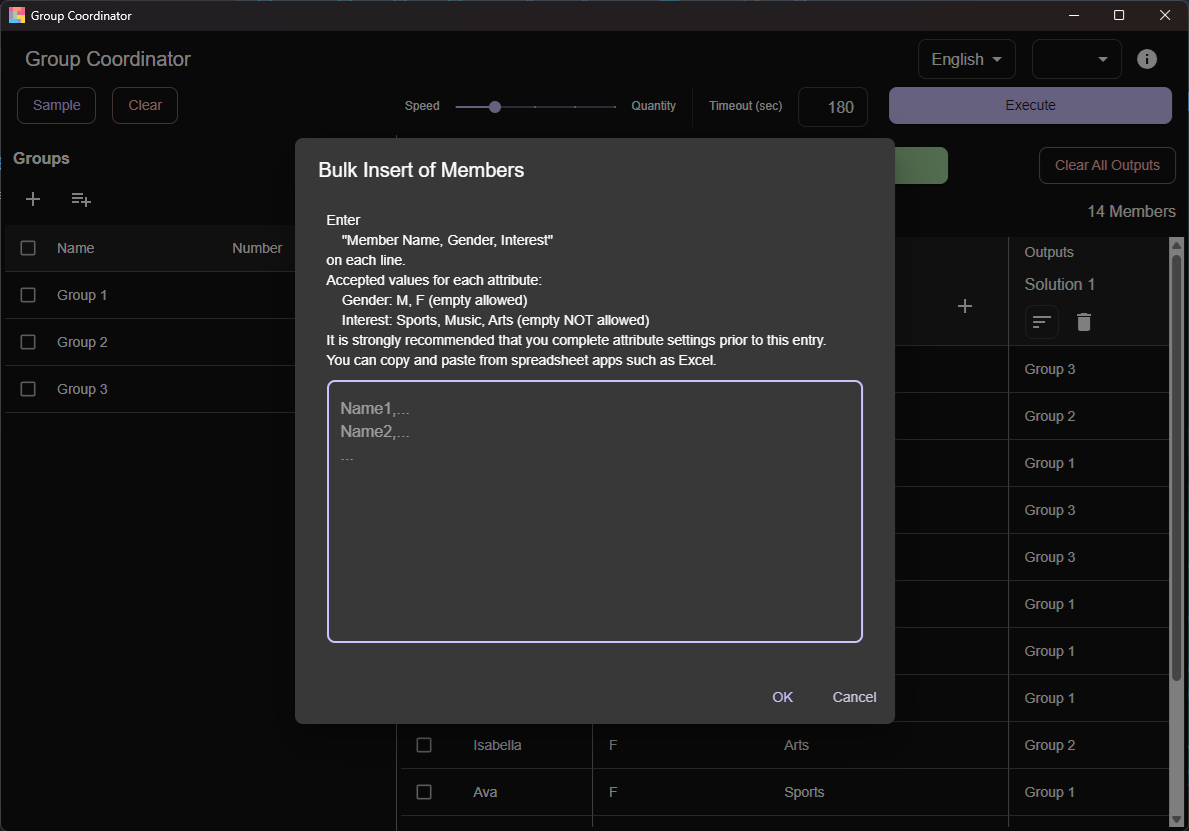 Group Coordinator
Group Coordinator
English
Sample
Clear
Speed
Quantity
Timeout (sec)
180
Execute
Groups
Clear All Outputs
14 Members
Name
Number
Group 1
Group 2
Group 3
Bulk Insert of Members
Enter
"Member Name, Gender, Interest"
on each line.
Accepted values for each attribute:
Gender: M, F (empty allowed)
Interest: Sports, Music, Arts (empty NOT allowed)
It is strongly recommended that you complete attribute settings prior to this entry.
You can copy and paste from spreadsheet apps such as Excel.
Name1,...
Name2,...
...
OK
Cancel
Outputs
Solution 1
Group 3
Group 2
Group 1
Group 3
Group 3
Group 1
Group 1
Group 1
Isabella F Arts Group 2
Ava F Sports Group 1